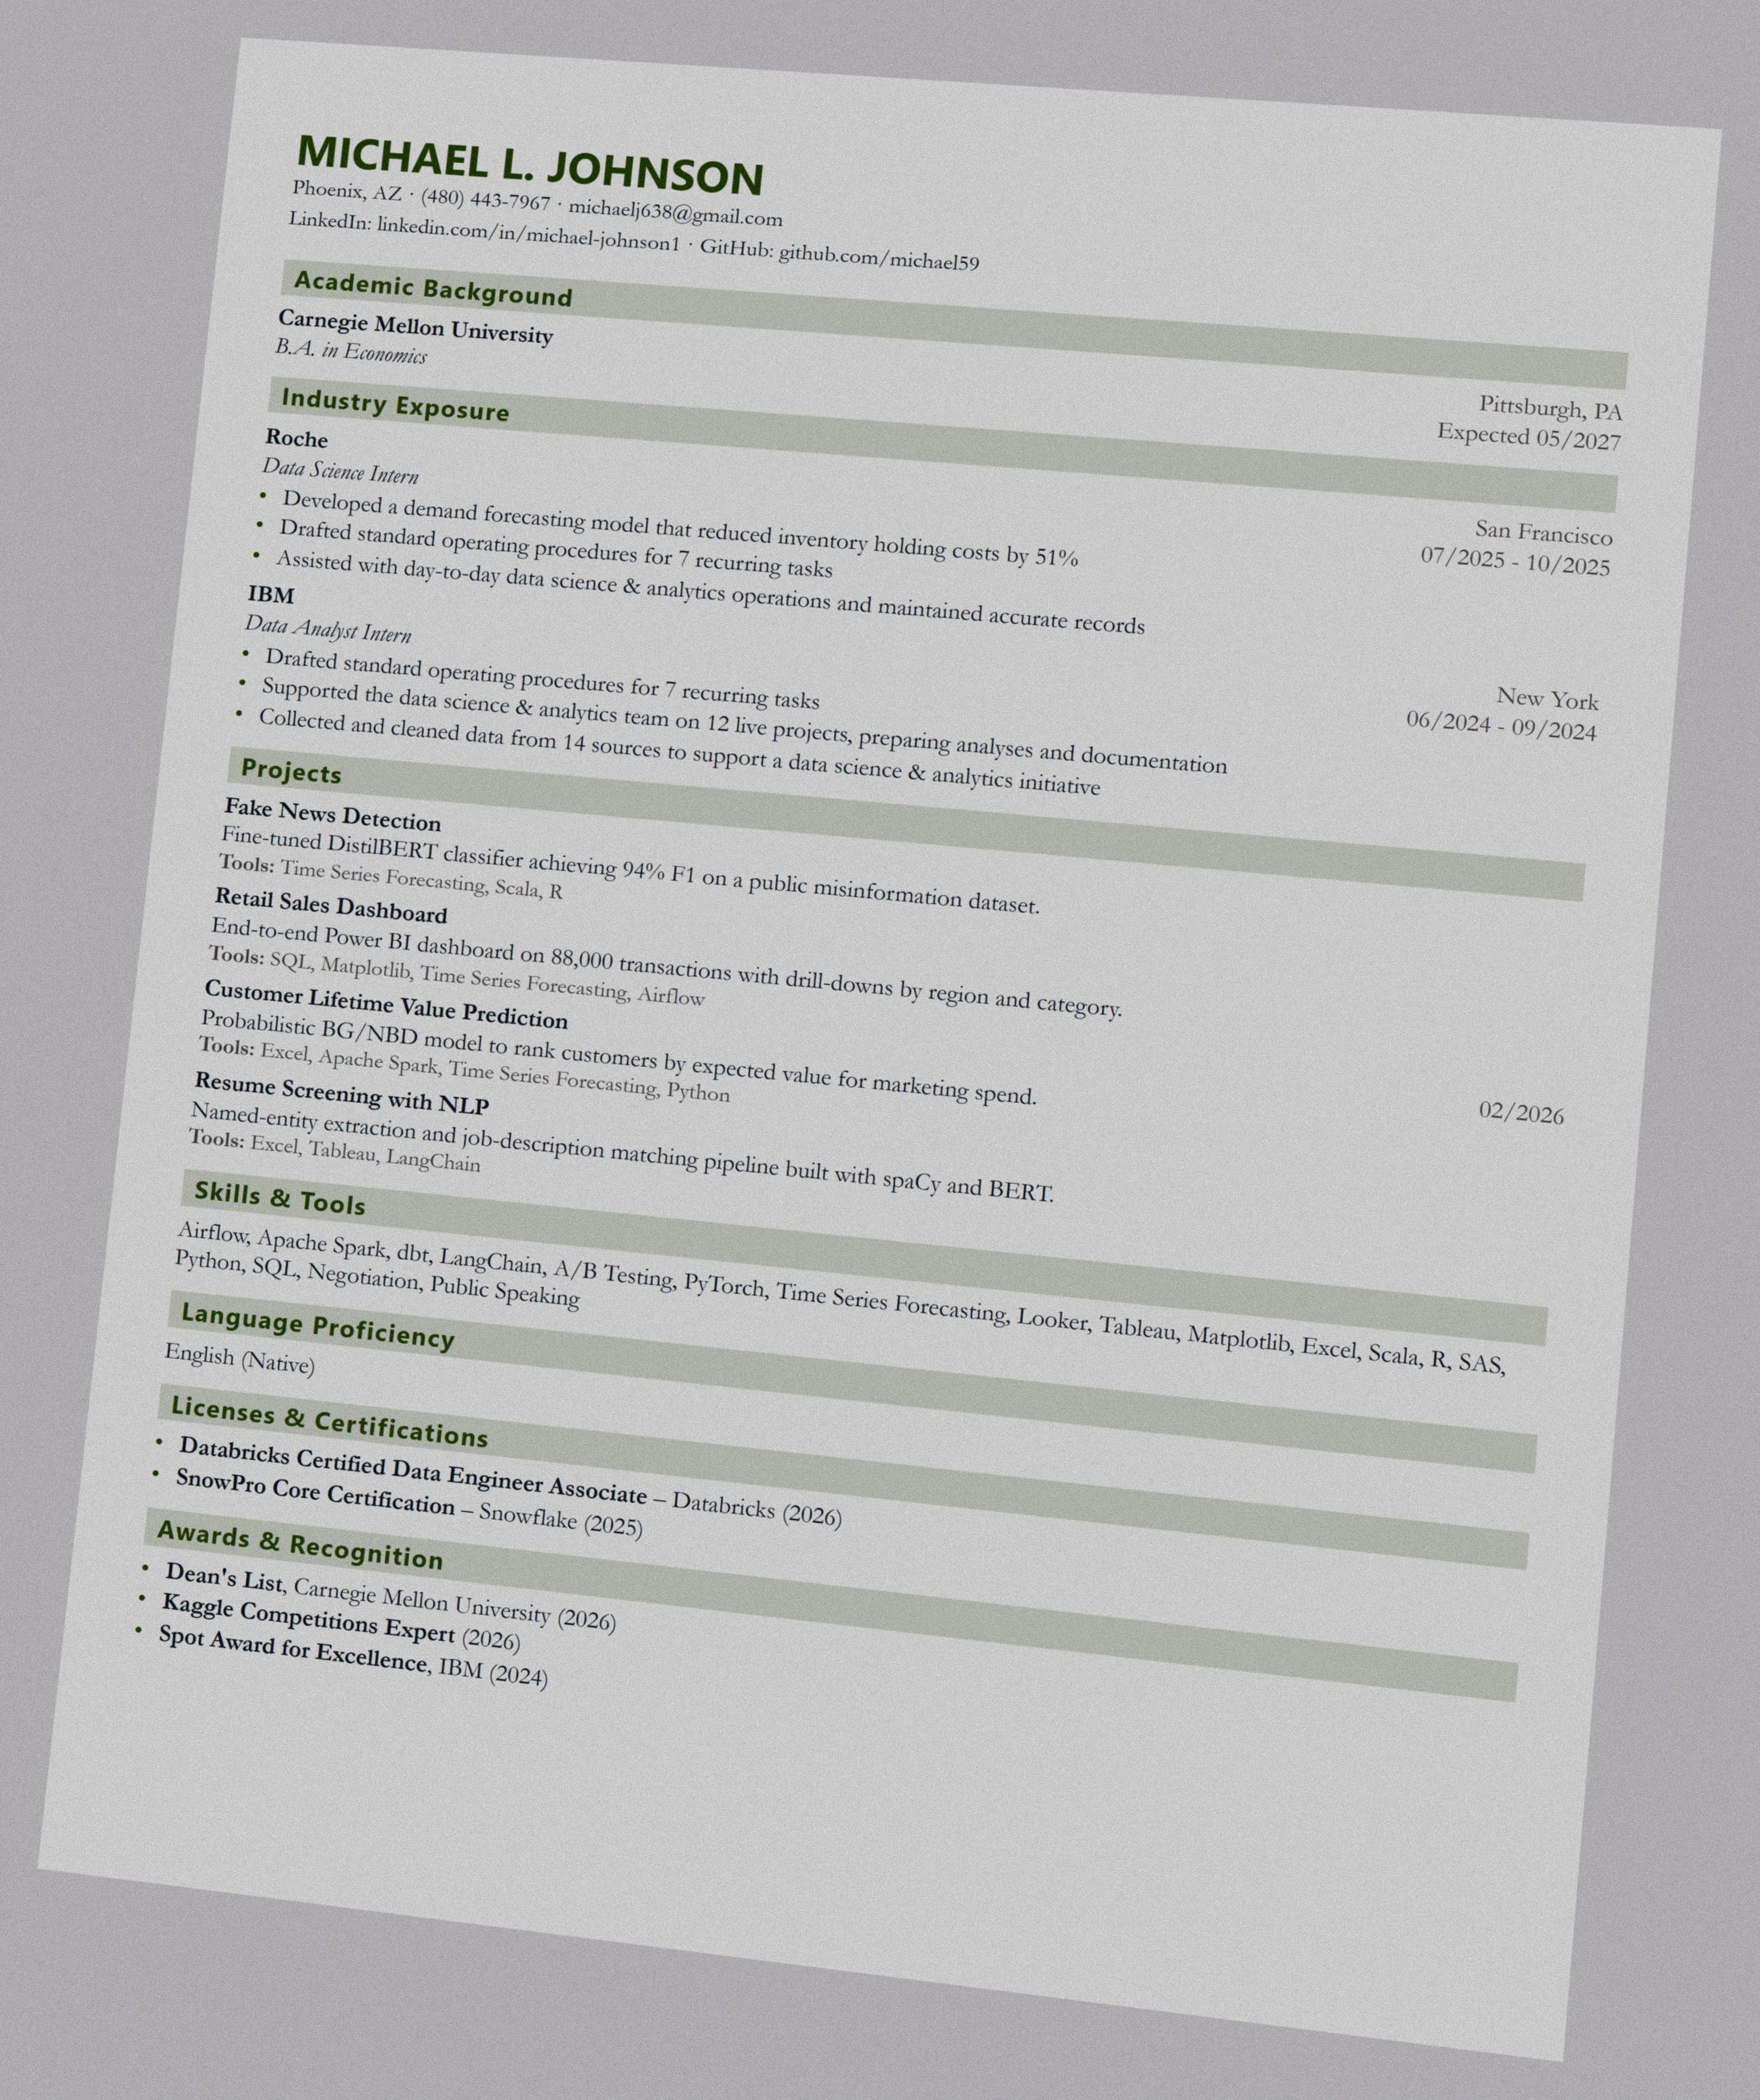 MICHAEL L. JOHNSON
Phoenix, AZ · (480) 443-7967 · michaelj638@gmail.com
LinkedIn: linkedin.com/in/michael-johnson1 · GitHub: github.com/michael59
Academic Background
Carnegie Mellon University Pittsburgh, PA
B.A. in Economics Expected 05/2027
Industry Exposure
Roche San Francisco
Data Science Intern 07/2025 - 10/2025
• Developed a demand forecasting model that reduced inventory holding costs by 51%
• Drafted standard operating procedures for 7 recurring tasks
• Assisted with day-to-day data science & analytics operations and maintained accurate records
IBM New York
Data Analyst Intern 06/2024 - 09/2024
• Drafted standard operating procedures for 7 recurring tasks
• Supported the data science & analytics team on 12 live projects, preparing analyses and documentation
• Collected and cleaned data from 14 sources to support a data science & analytics initiative
Projects
Fake News Detection
Fine-tuned DistilBERT classifier achieving 94% F1 on a public misinformation dataset.
Tools: Time Series Forecasting, Scala, R
Retail Sales Dashboard
End-to-end Power BI dashboard on 88,000 transactions with drill-downs by region and category.
Tools: SQL, Matplotlib, Time Series Forecasting, Airflow
Customer Lifetime Value Prediction 02/2026
Probabilistic BG/NBD model to rank customers by expected value for marketing spend.
Tools: Excel, Apache Spark, Time Series Forecasting, Python
Resume Screening with NLP
Named-entity extraction and job-description matching pipeline built with spaCy and BERT.
Tools: Excel, Tableau, LangChain
Skills & Tools
Airflow, Apache Spark, dbt, LangChain, A/B Testing, PyTorch, Time Series Forecasting, Looker, Tableau, Matplotlib, Excel, Scala, R, SAS,
Python, SQL, Negotiation, Public Speaking
Language Proficiency
English (Native)
Licenses & Certifications
• Databricks Certified Data Engineer Associate – Databricks (2026)
• SnowPro Core Certification – Snowflake (2025)
Awards & Recognition
• Dean's List, Carnegie Mellon University (2026)
• Kaggle Competitions Expert (2026)
• Spot Award for Excellence, IBM (2024)